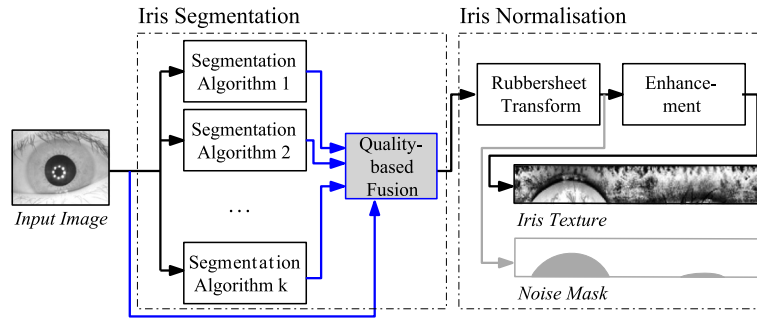 Iris Segmentation
Iris Normalisation
Segmentation
Algorithm 1
Segmentation
Algorithm 2
...
Segmentation
Algorithm k
Quality-
based
Fusion
Input Image
Rubbersheet
Transform
Enhance-
ment
Iris Texture
Noise Mask